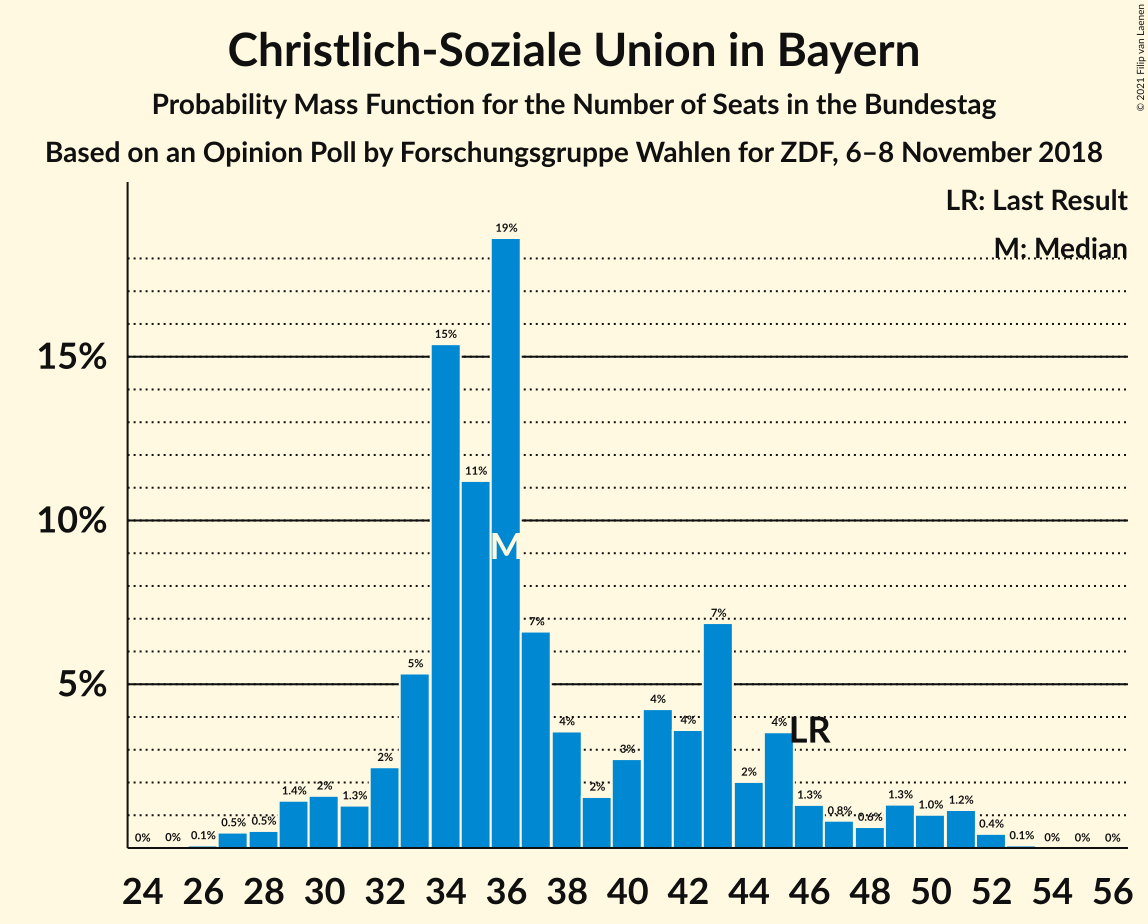 Christlich-Soziale Union in Bayern
Probability Mass Function for the Number of Seats in the Bundestag
Based on an Opinion Poll by Forschungsgruppe Wahlen for ZDF, 6–8 November 2018
© 2021 Filip van Laenen
LR: Last Result
M: Median
15%
10%
5%
0% 0% 0.1% 0.5% 0.5% 1.4% 2% 1.3% 2% 5% 15% 11% 19% 7% 4% 2% 3% 4% 4% 7% 2% 4% 1.3% 0.8% 0.6% 1.3% 1.0% 1.2% 0.4% 0.1% 0% 0% 0%
M
LR
24 26 28 30 32 34 36 38 40 42 44 46 48 50 52 54 56